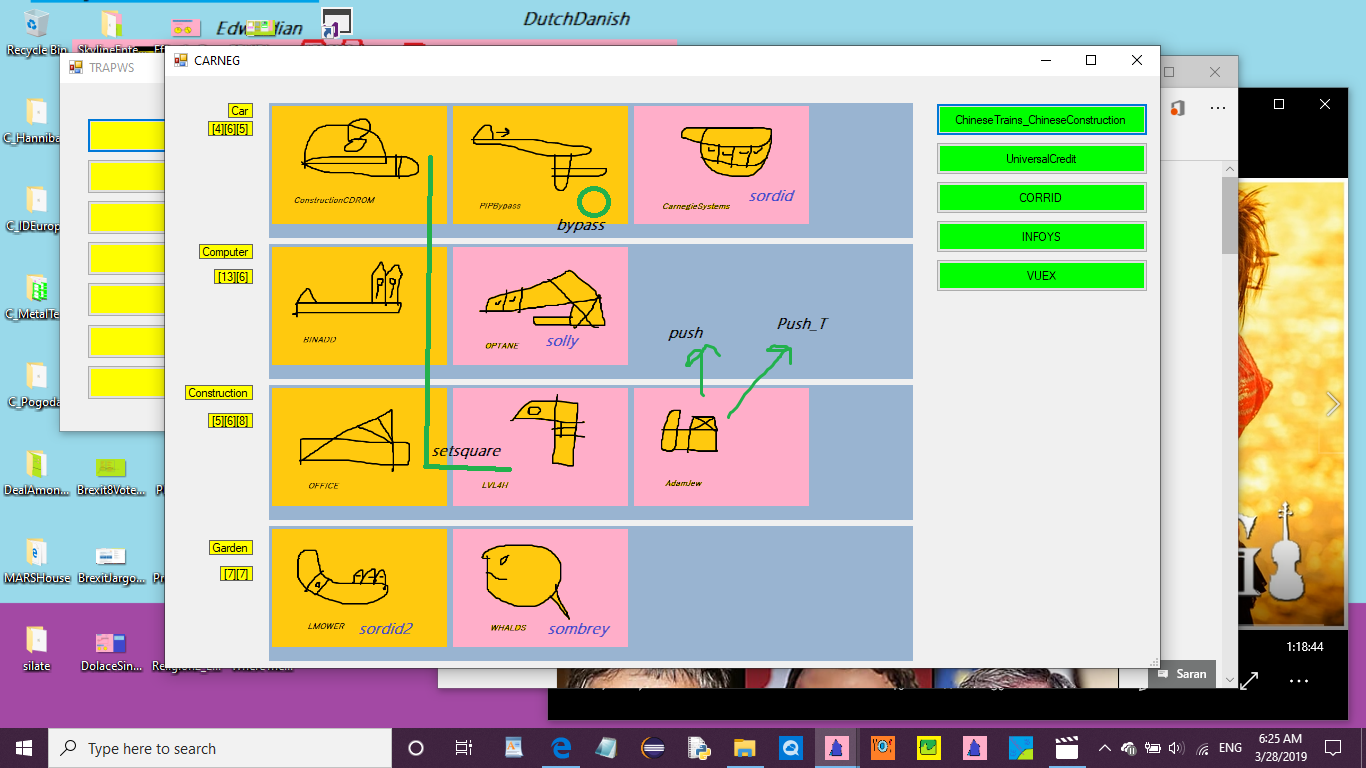 DutchDanish
Recycle Bin
SkylineEnte...
TRAPWS
CARNEG
C_Hanniba
C_IDEurop
C_MetalTe
C_Pogoda
DealAmon...
Brexit8Vote...
MARSHouse
BrexitJargo...
silate
DolaceSin...
Car
[4][6][5]
ConstructionCDROM
PIPBypass
bypass
CarnegieSystems
sordid
Computer
[13][6]
BINADD
OPTANE
solly
push
Push_T
Construction
[5][6][8]
OFFICE
setsquare
LVL4H
AdamJew
Garden
[7][7]
LMOWER
sordid2
WHALDS
sombrey
ChineseTrains_ChineseConstruction
UniversalCredit
CORRID
INFOYS
VUEX
1:18:44
Saran
Type here to search
ENG
6:25 AM
3/28/2019